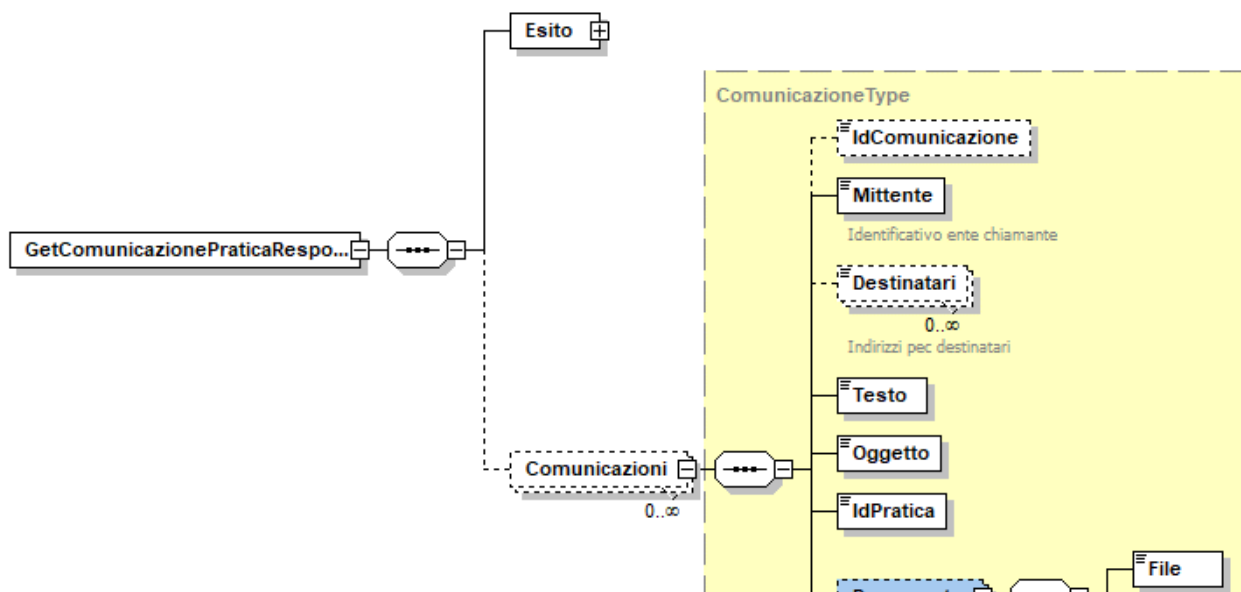 Esito
ComunicazioneType
IdComunicazione
Mittente
Identificativo ente chiamante
GetComunicazionePraticaRespo...
Destinatari
0..∞
Indirizzi pec destinatari
Testo
Oggetto
Comunicazioni
0..∞
IdPratica
File